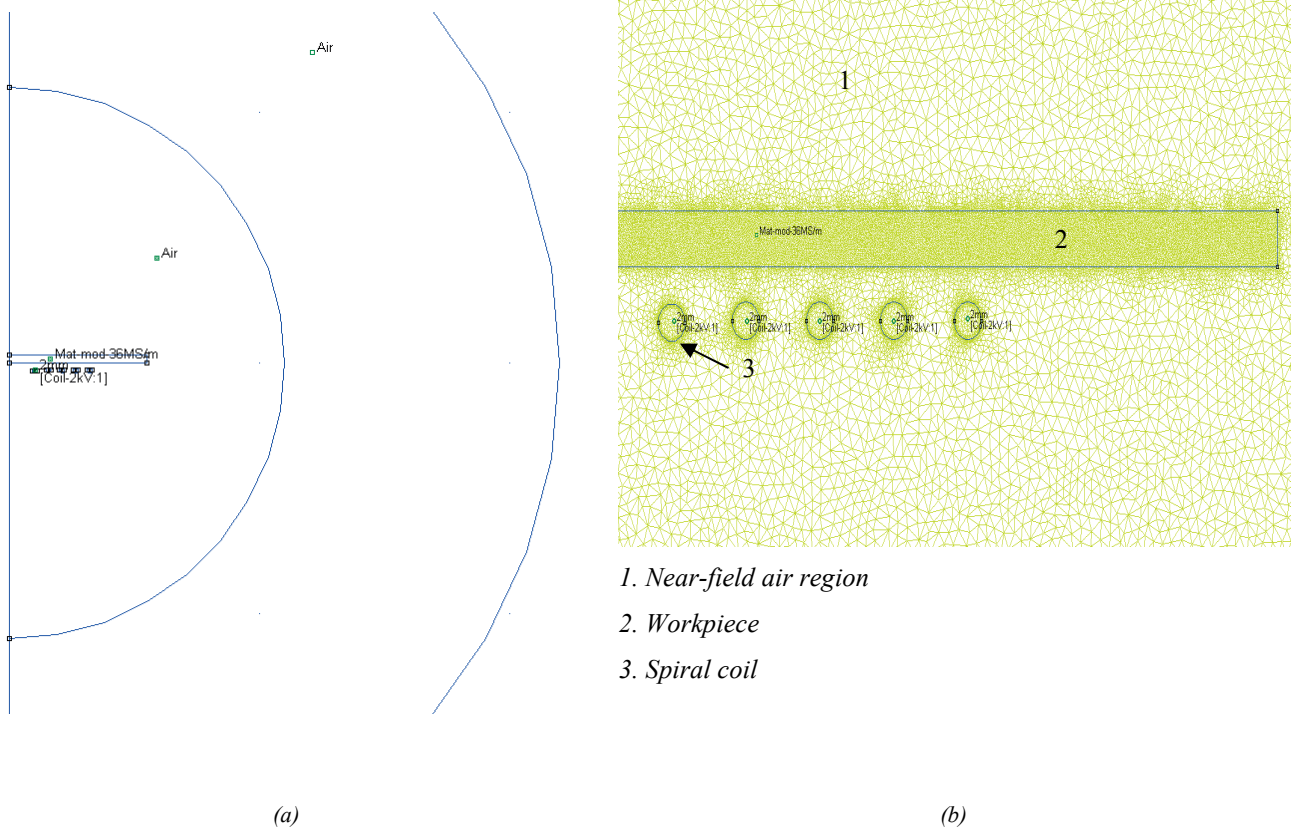 Air
Air
Mat-mod-36MS/m
2mm
[Coil-2kV:1]
(a)
1
Mat-mod-36MS/m
2
2mm
[Coil-2kV:1]
2mm
[Coil-2kV:1]
2mm
[Coil-2kV:1]
2mm
[Coil-2kV:1]
2mm
[Coil-2kV:1]
3
1. Near-field air region
2. Workpiece
3. Spiral coil
(b)